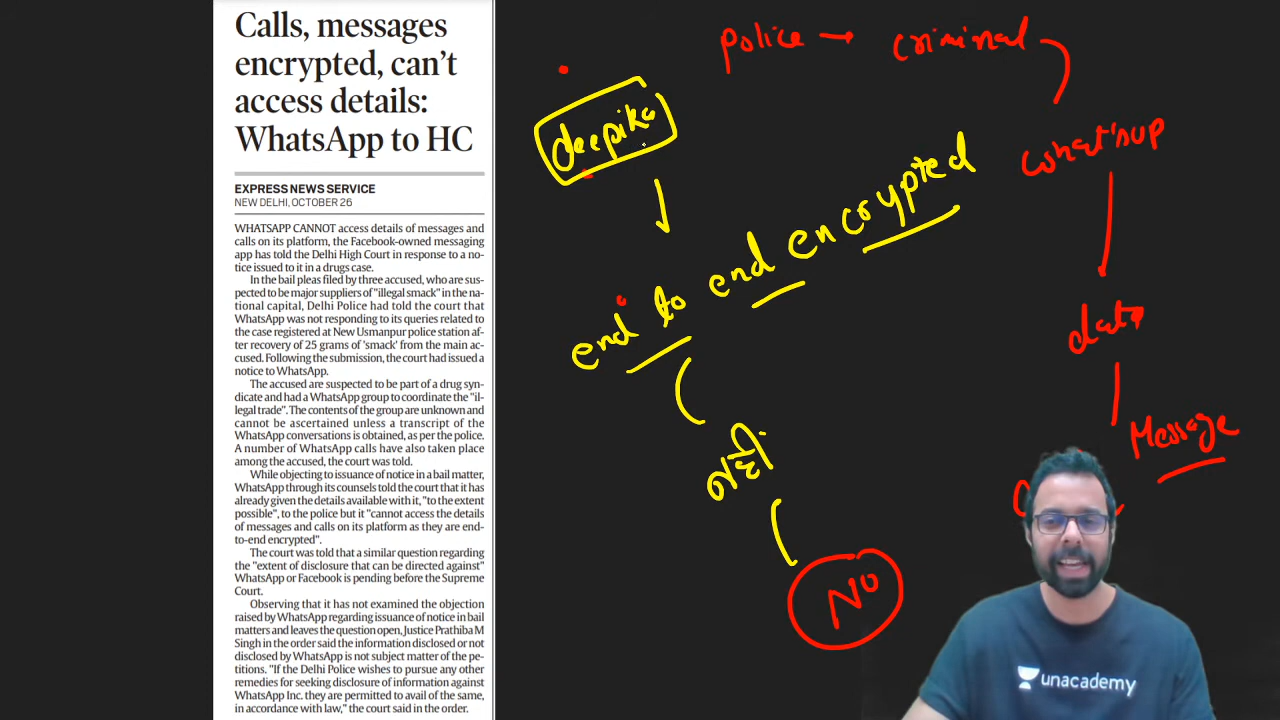 Calls, messages
encrypted, can't
access details:
WhatsApp to HC
EXPRESS NEWS SERVICE
NEW DELHI, OCTOBER 26
WHATSAPP CANNOT access details of messages and
calls on its platform, the Facebook-owned messaging
app has told the Delhi High Court in response to a no-
tice issued to it in a drugs case.
In the bail pleas filed by three accused, who are sus-
pected to be major suppliers of "illegal smack" in the na-
tional capital, Delhi Police had told the court that
WhatsApp was not responding to its queries related to
the case registered at New Usmanpur police station af-
ter recovery of 25 grams of 'smack' from the main ac-
cused. Following the submission, the court had issued a
notice to WhatsApp.
The accused are suspected to be part of a drug syn-
dicate and had a WhatsApp group to coordinate the "il-
legal trade". The contents of the group are unknown and
cannot be ascertained unless a transcript of the
WhatsApp conversations is obtained, as per the police.
A number of WhatsApp calls have also taken place
among the accused, the court was told.
While objecting to issuance of notice in a bail matter,
WhatsApp through its counsels told the court that it has
already given the details available with it, "to the extent
possible", to the police but it "cannot access the details
of messages and calls on its platform as they are end-
to-end encrypted".
The court was told that a similar question regarding
the "extent of disclosure that can be directed against"
WhatsApp or Facebook is pending before the Supreme
Court.
Observing that it has not examined the objection
raised by WhatsApp regarding issuance of notice in bail
matters and leaves the question open, Justice Prathiba M
Singh in the order said the information disclosed or not
disclosed by WhatsApp is not subject matter of the pe-
titions. "If the Delhi Police wishes to pursue any other
remedies for seeking disclosure of information against
WhatsApp Inc. they are permitted to avail of the same,
in accordance with law," the court said in the order.
police → criminal
deepika
what'sup
end to end encrypted
data
Message
नहीं
NO
unacademy